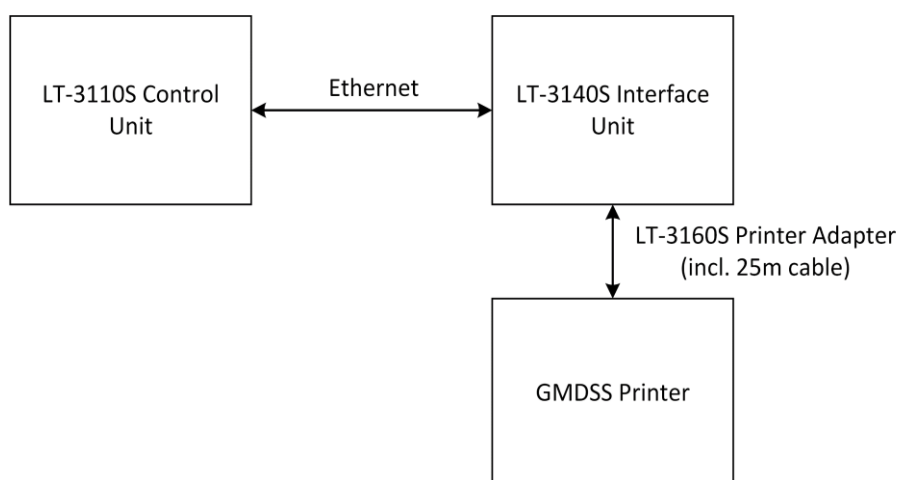 LT-3110S Control
Unit
Ethernet
LT-3140S Interface
Unit
LT-3160S Printer Adapter
(incl. 25m cable)
GMDSS Printer